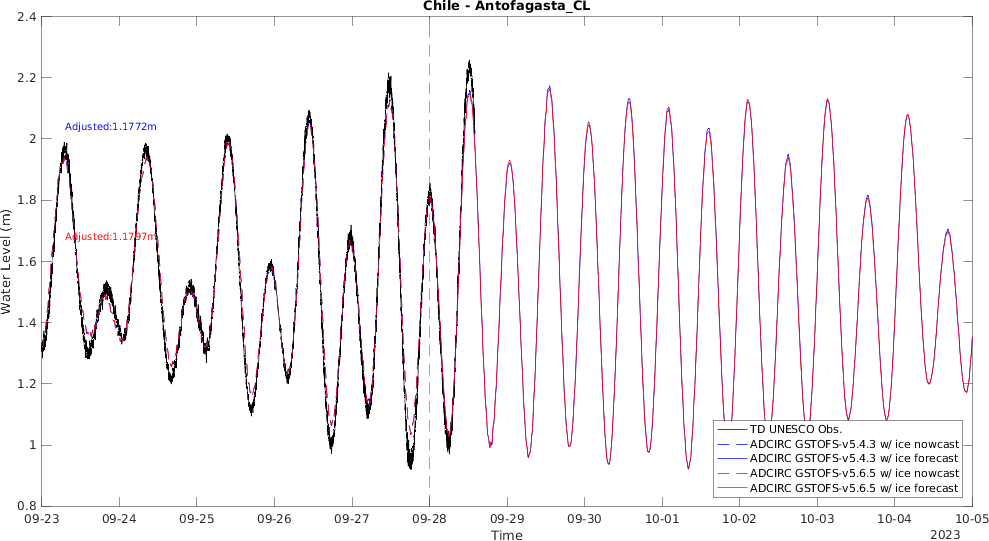 Chile - Antofagasta_CL
2.4
2.2
2
1.8
1.6
1.4
1.2
1
0.8
Water Level (m)
Adjusted:1.1772m
Adjusted:1.1797m
TD UNESCO Obs.
ADCIRC GSTOFS-v5.4.3 w/ ice nowcast
ADCIRC GSTOFS-v5.4.3 w/ ice forecast
ADCIRC GSTOFS-v5.6.5 w/ ice nowcast
ADCIRC GSTOFS-v5.6.5 w/ ice forecast
09-23 09-24 09-25 09-26 09-27 09-28 09-29 09-30 10-01 10-02 10-03 10-04 10-05
Time
2023